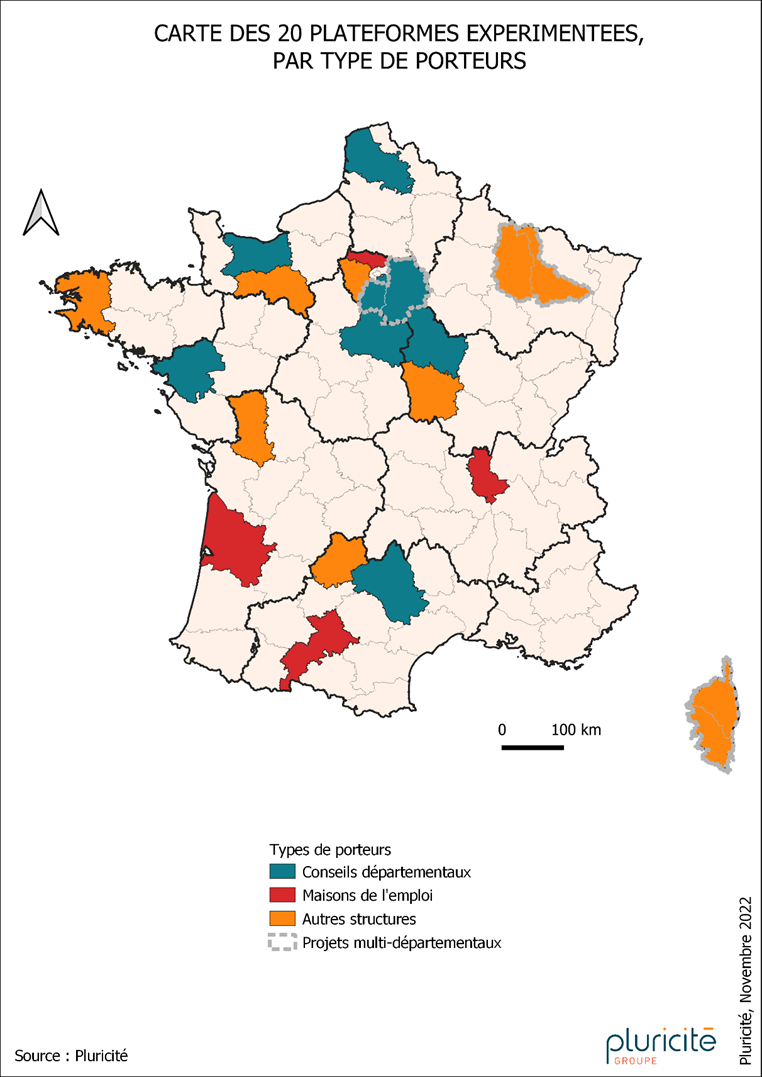 CARTE DES 20 PLATEFORMES EXPERIMENTEES,
PAR TYPE DE PORTEURS
0 100 km
Types de porteurs
Conseils départementaux
Maisons de l'emploi
Autres structures
Projets multi-départementaux
Pluricité, Novembre 2022
pluricité
GROUPE
Source : Pluricité